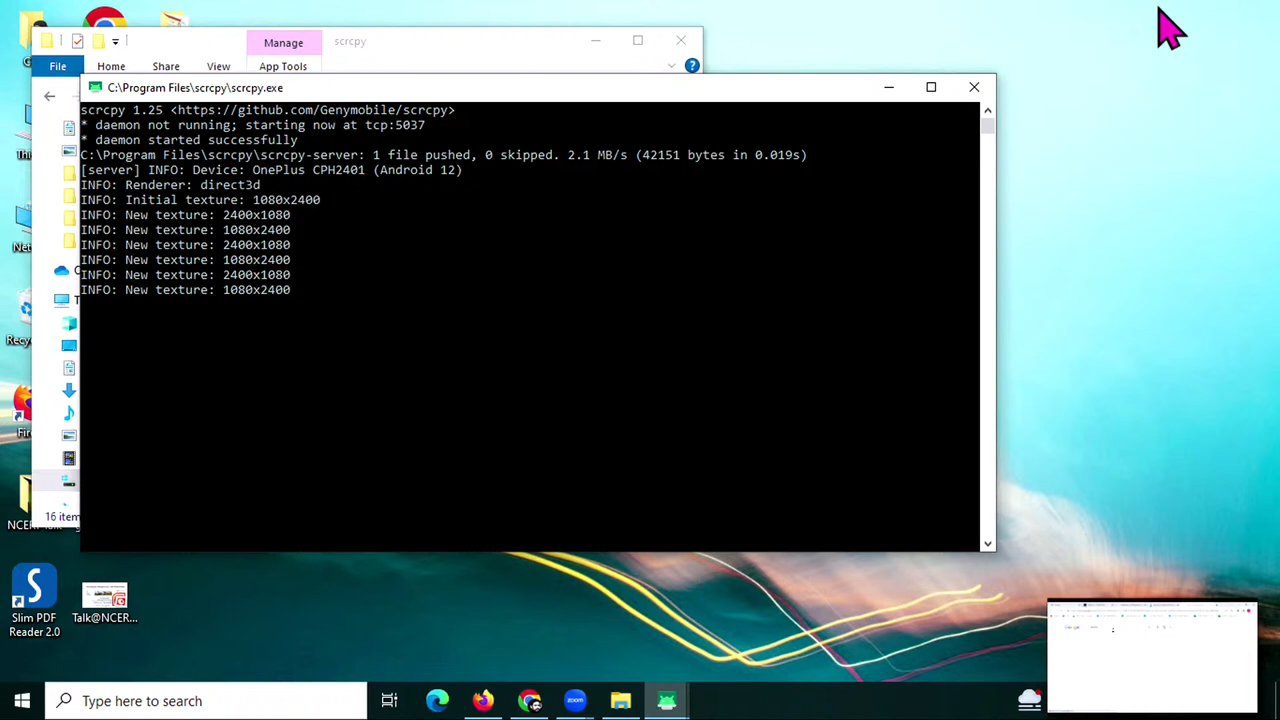 Manage
scrcpy
File
Home
Share
View
App Tools
C:\Program Files\scrcpy\scrcpy.exe
scrcpy 1.25 <https://github.com/Genymobile/scrcpy>
* daemon not running; starting now at tcp:5037
* daemon started successfully
C:\Program Files\scrcpy\scrcpy-server: 1 file pushed, 0 skipped. 2.1 MB/s (42151 bytes in 0.019s)
[server] INFO: Device: OnePlus CPH2401 (Android 12)
INFO: Renderer: direct3d
INFO: Initial texture: 1080x2400
INFO: New texture: 2400x1080
INFO: New texture: 1080x2400
INFO: New texture: 2400x1080
INFO: New texture: 1080x2400
INFO: New texture: 2400x1080
INFO: New texture: 1080x2400
16 item
Slim PDF
Reader 2.0
Talk@NCER...
Type here to search
zoom